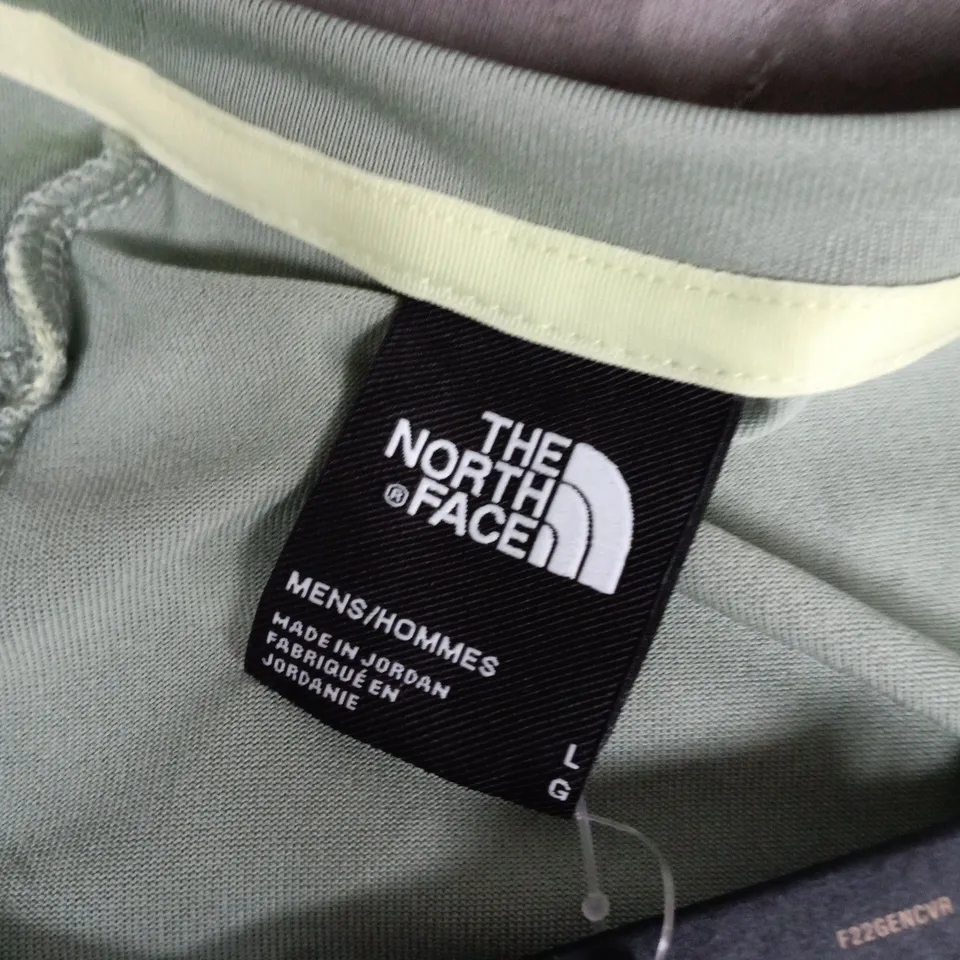 THE
NORTH
® FACE
MENS/HOMMES
MADE IN JORDAN
FABRIQUÉ EN
JORDANIE
L
G
F22GENCVR